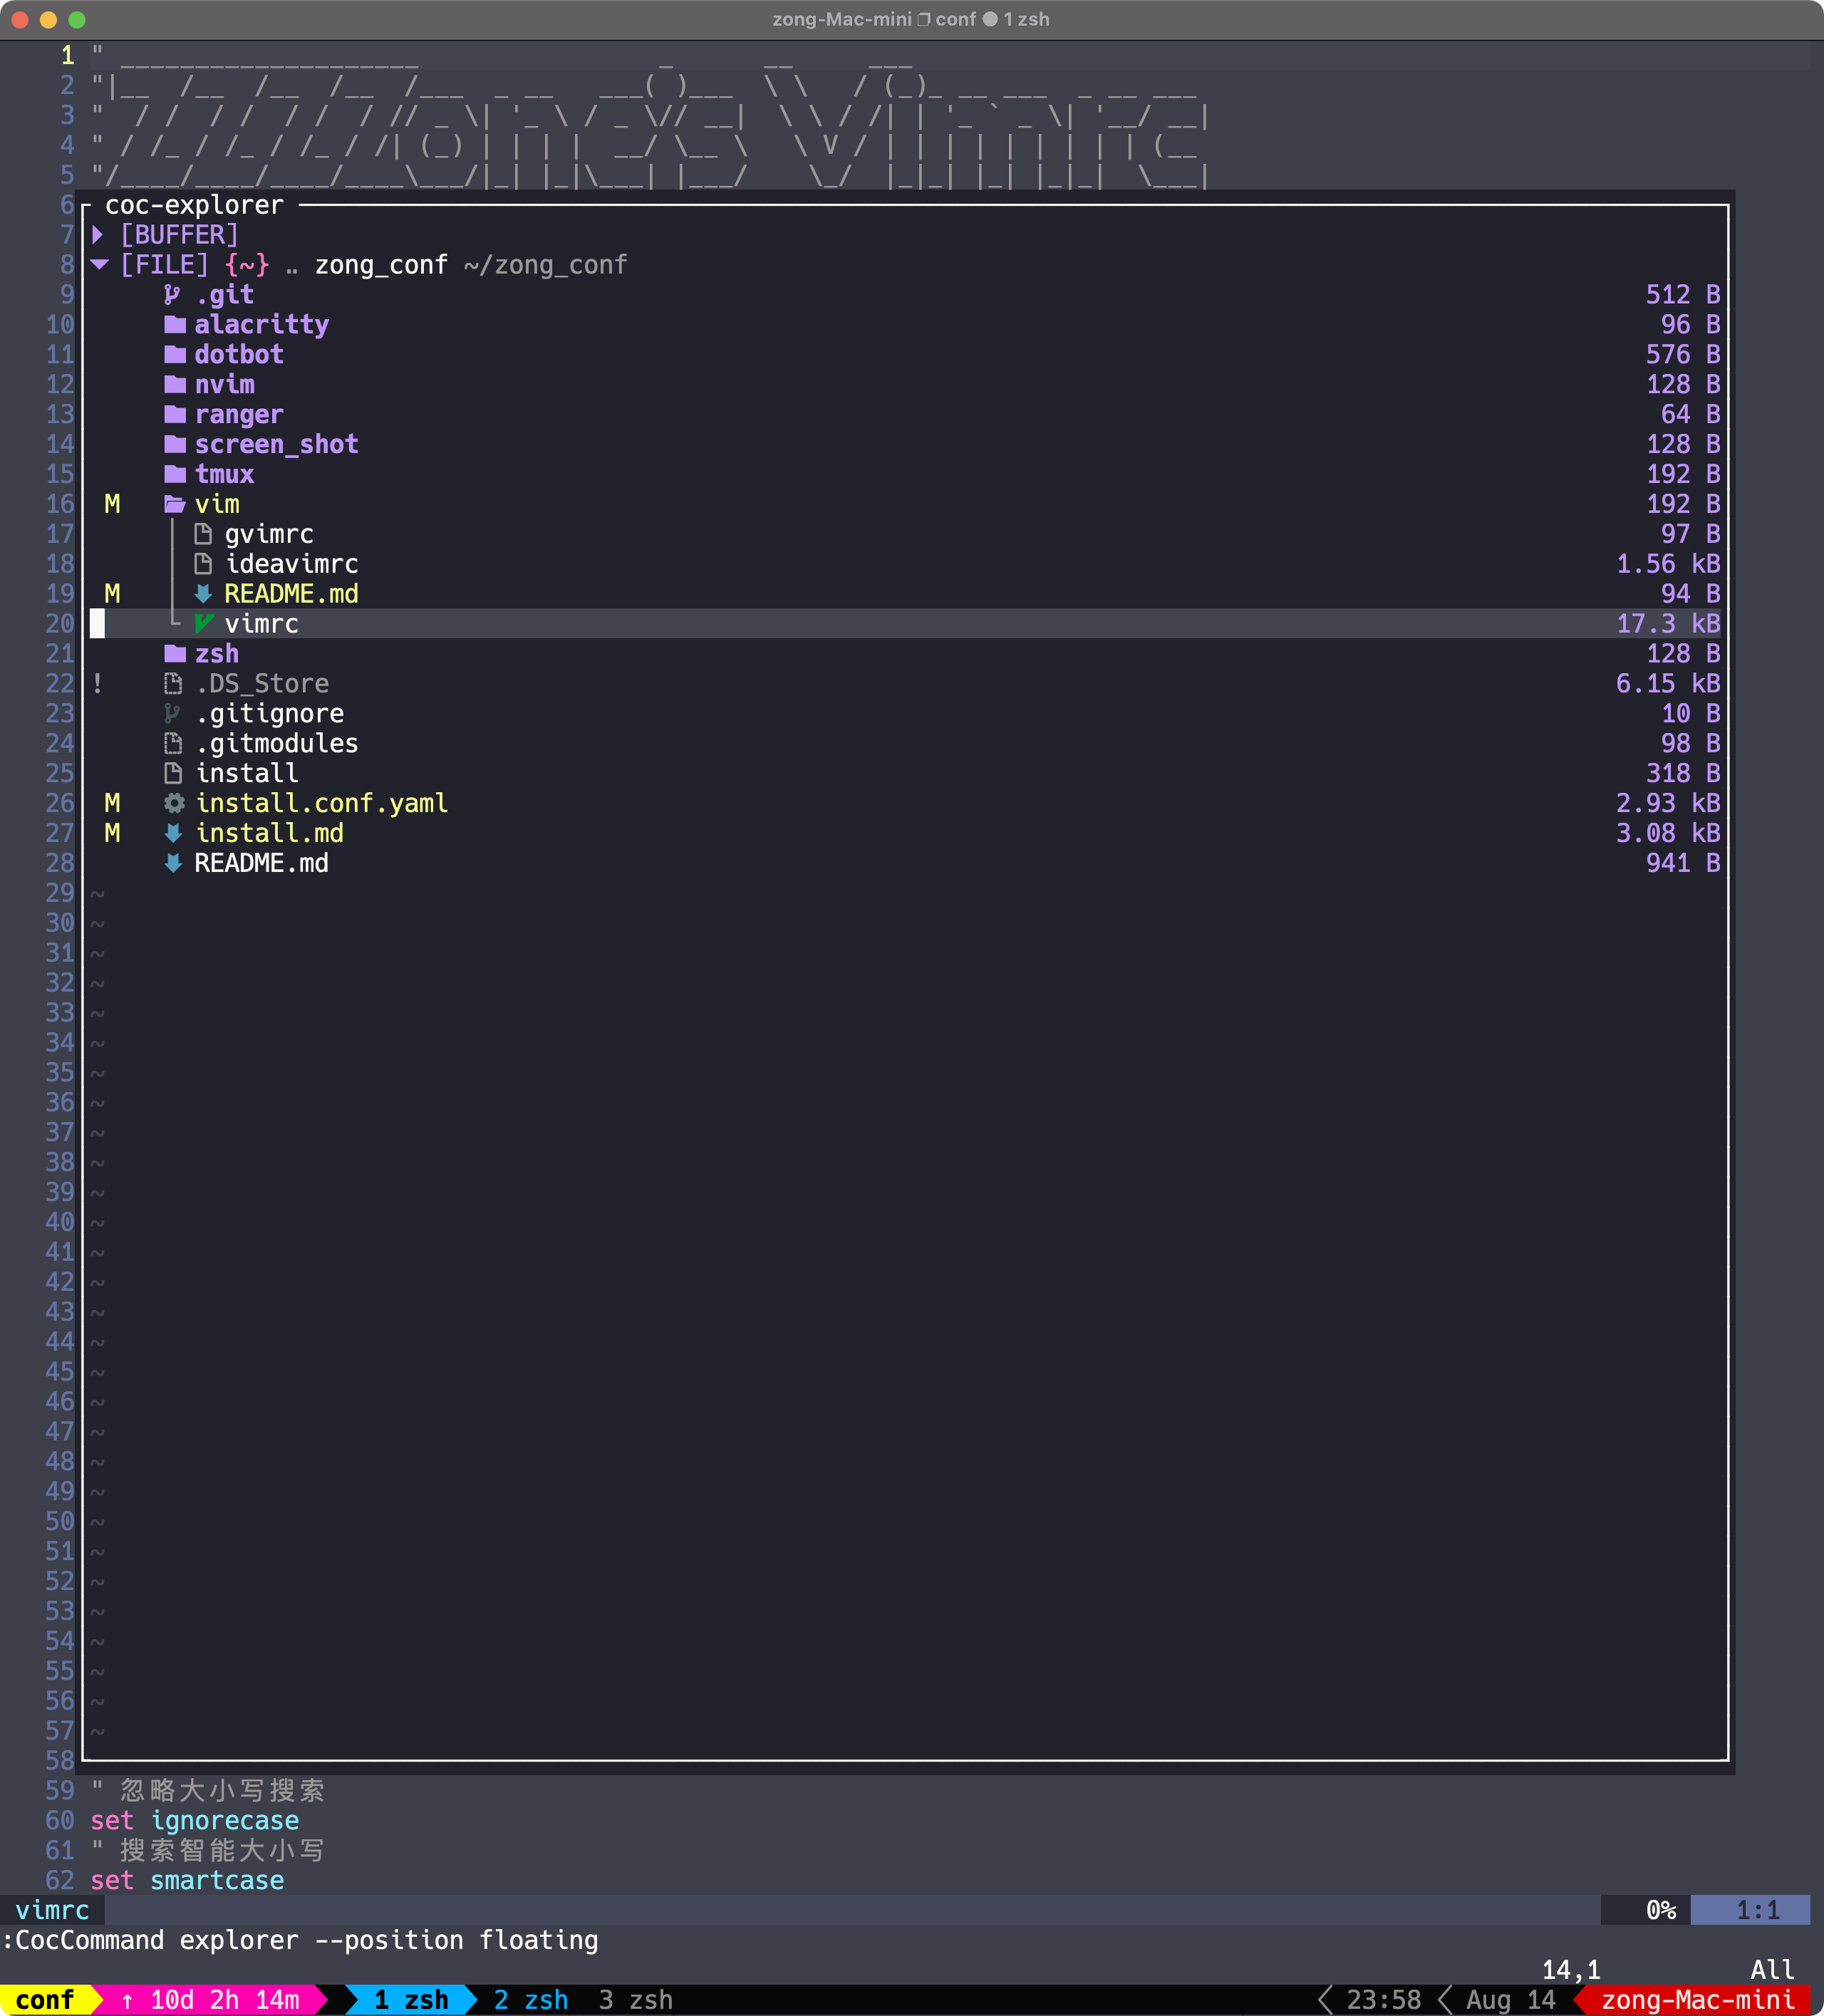 zong-Mac-mini ❐ conf ● 1 zsh
1 "  ____________________                _      __     ___
2 "|__  /__  /__  /__  /___  _ __   ___( )___  \ \   / (_)_ __ ___  _ __ ___
3 "  / /  / /  / /  / // _ \| '_ \ / _ \// __|  \ \ / /| | '_ ` _ \| '__/ __|
4 " / /_ / /_ / /_ / /| (_) | | | |  __/ \__ \   \ V / | | | | | | | | | (__
5 "/____/____/____/____\___/|_| |_|\___| |___/    \_/  |_|_| |_| |_|_|  \___|
6 coc-explorer
7 [BUFFER]
8 [FILE] {~} .. zong_conf ~/zong_conf
9 .git 512 B
10 alacritty 96 B
11 dotbot 576 B
12 nvim 128 B
13 ranger 64 B
14 screen_shot 128 B
15 tmux 192 B
16 M vim 192 B
17 gvimrc 97 B
18 ideavimrc 1.56 kB
19 M README.md 94 B
20 vimrc 17.3 kB
21 zsh 128 B
22 ! .DS_Store 6.15 kB
23 .gitignore 10 B
24 .gitmodules 98 B
25 install 318 B
26 M install.conf.yaml 2.93 kB
27 M install.md 3.08 kB
28 README.md 941 B
29 ~
30 ~
31 ~
32 ~
33 ~
34 ~
35 ~
36 ~
37 ~
38 ~
39 ~
40 ~
41 ~
42 ~
43 ~
44 ~
45 ~
46 ~
47 ~
48 ~
49 ~
50 ~
51 ~
52 ~
53 ~
54 ~
55 ~
56 ~
57 ~
58
59 " 忽略大小写搜索
60 set ignorecase
61 " 搜索智能大小写
62 set smartcase
vimrc 0% 1:1
:CocCommand explorer --position floating
14,1 All
conf ↑ 10d 2h 14m 1 zsh 2 zsh 3 zsh 23:58 Aug 14 zong-Mac-mini